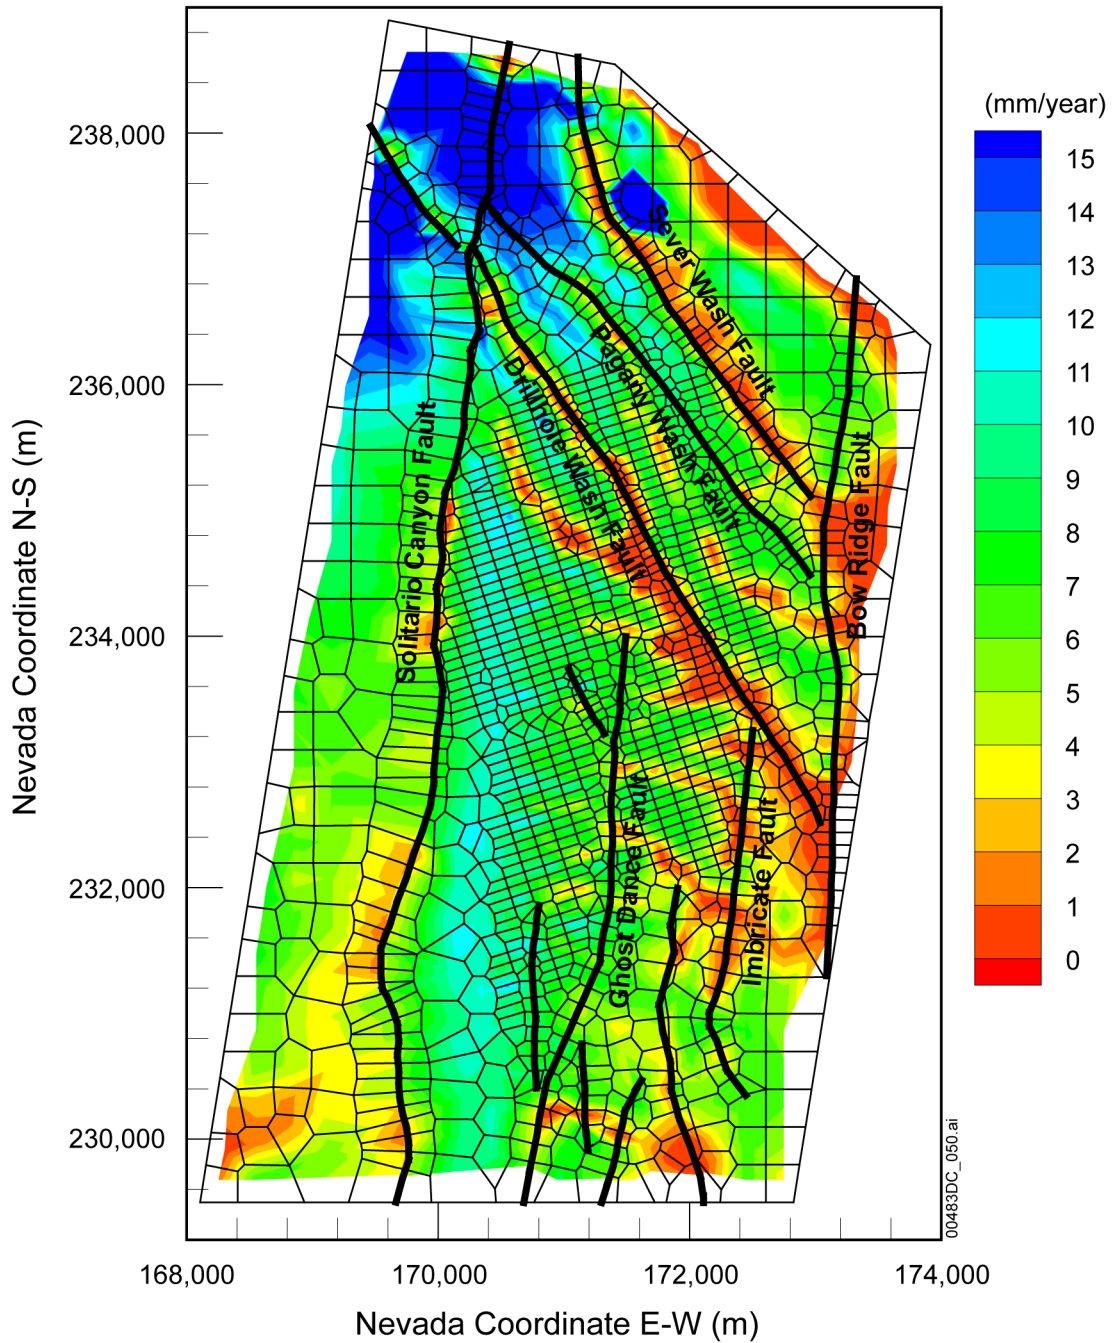 (mm/year)
15
14
13
12
11
10
9
8
7
6
5
4
3
2
1
0
238,000
236,000
234,000
232,000
230,000
Nevada Coordinate N-S (m)
Sever Wash Fault
Pagany Wash Fault
Drillhole Wash Fault
Solitario Canyon Fault
Bow Ridge Fault
Ghost Dance Fault
Imbricate Fault
00483DC_050.ai
168,000
170,000
172,000
174,000
Nevada Coordinate E-W (m)